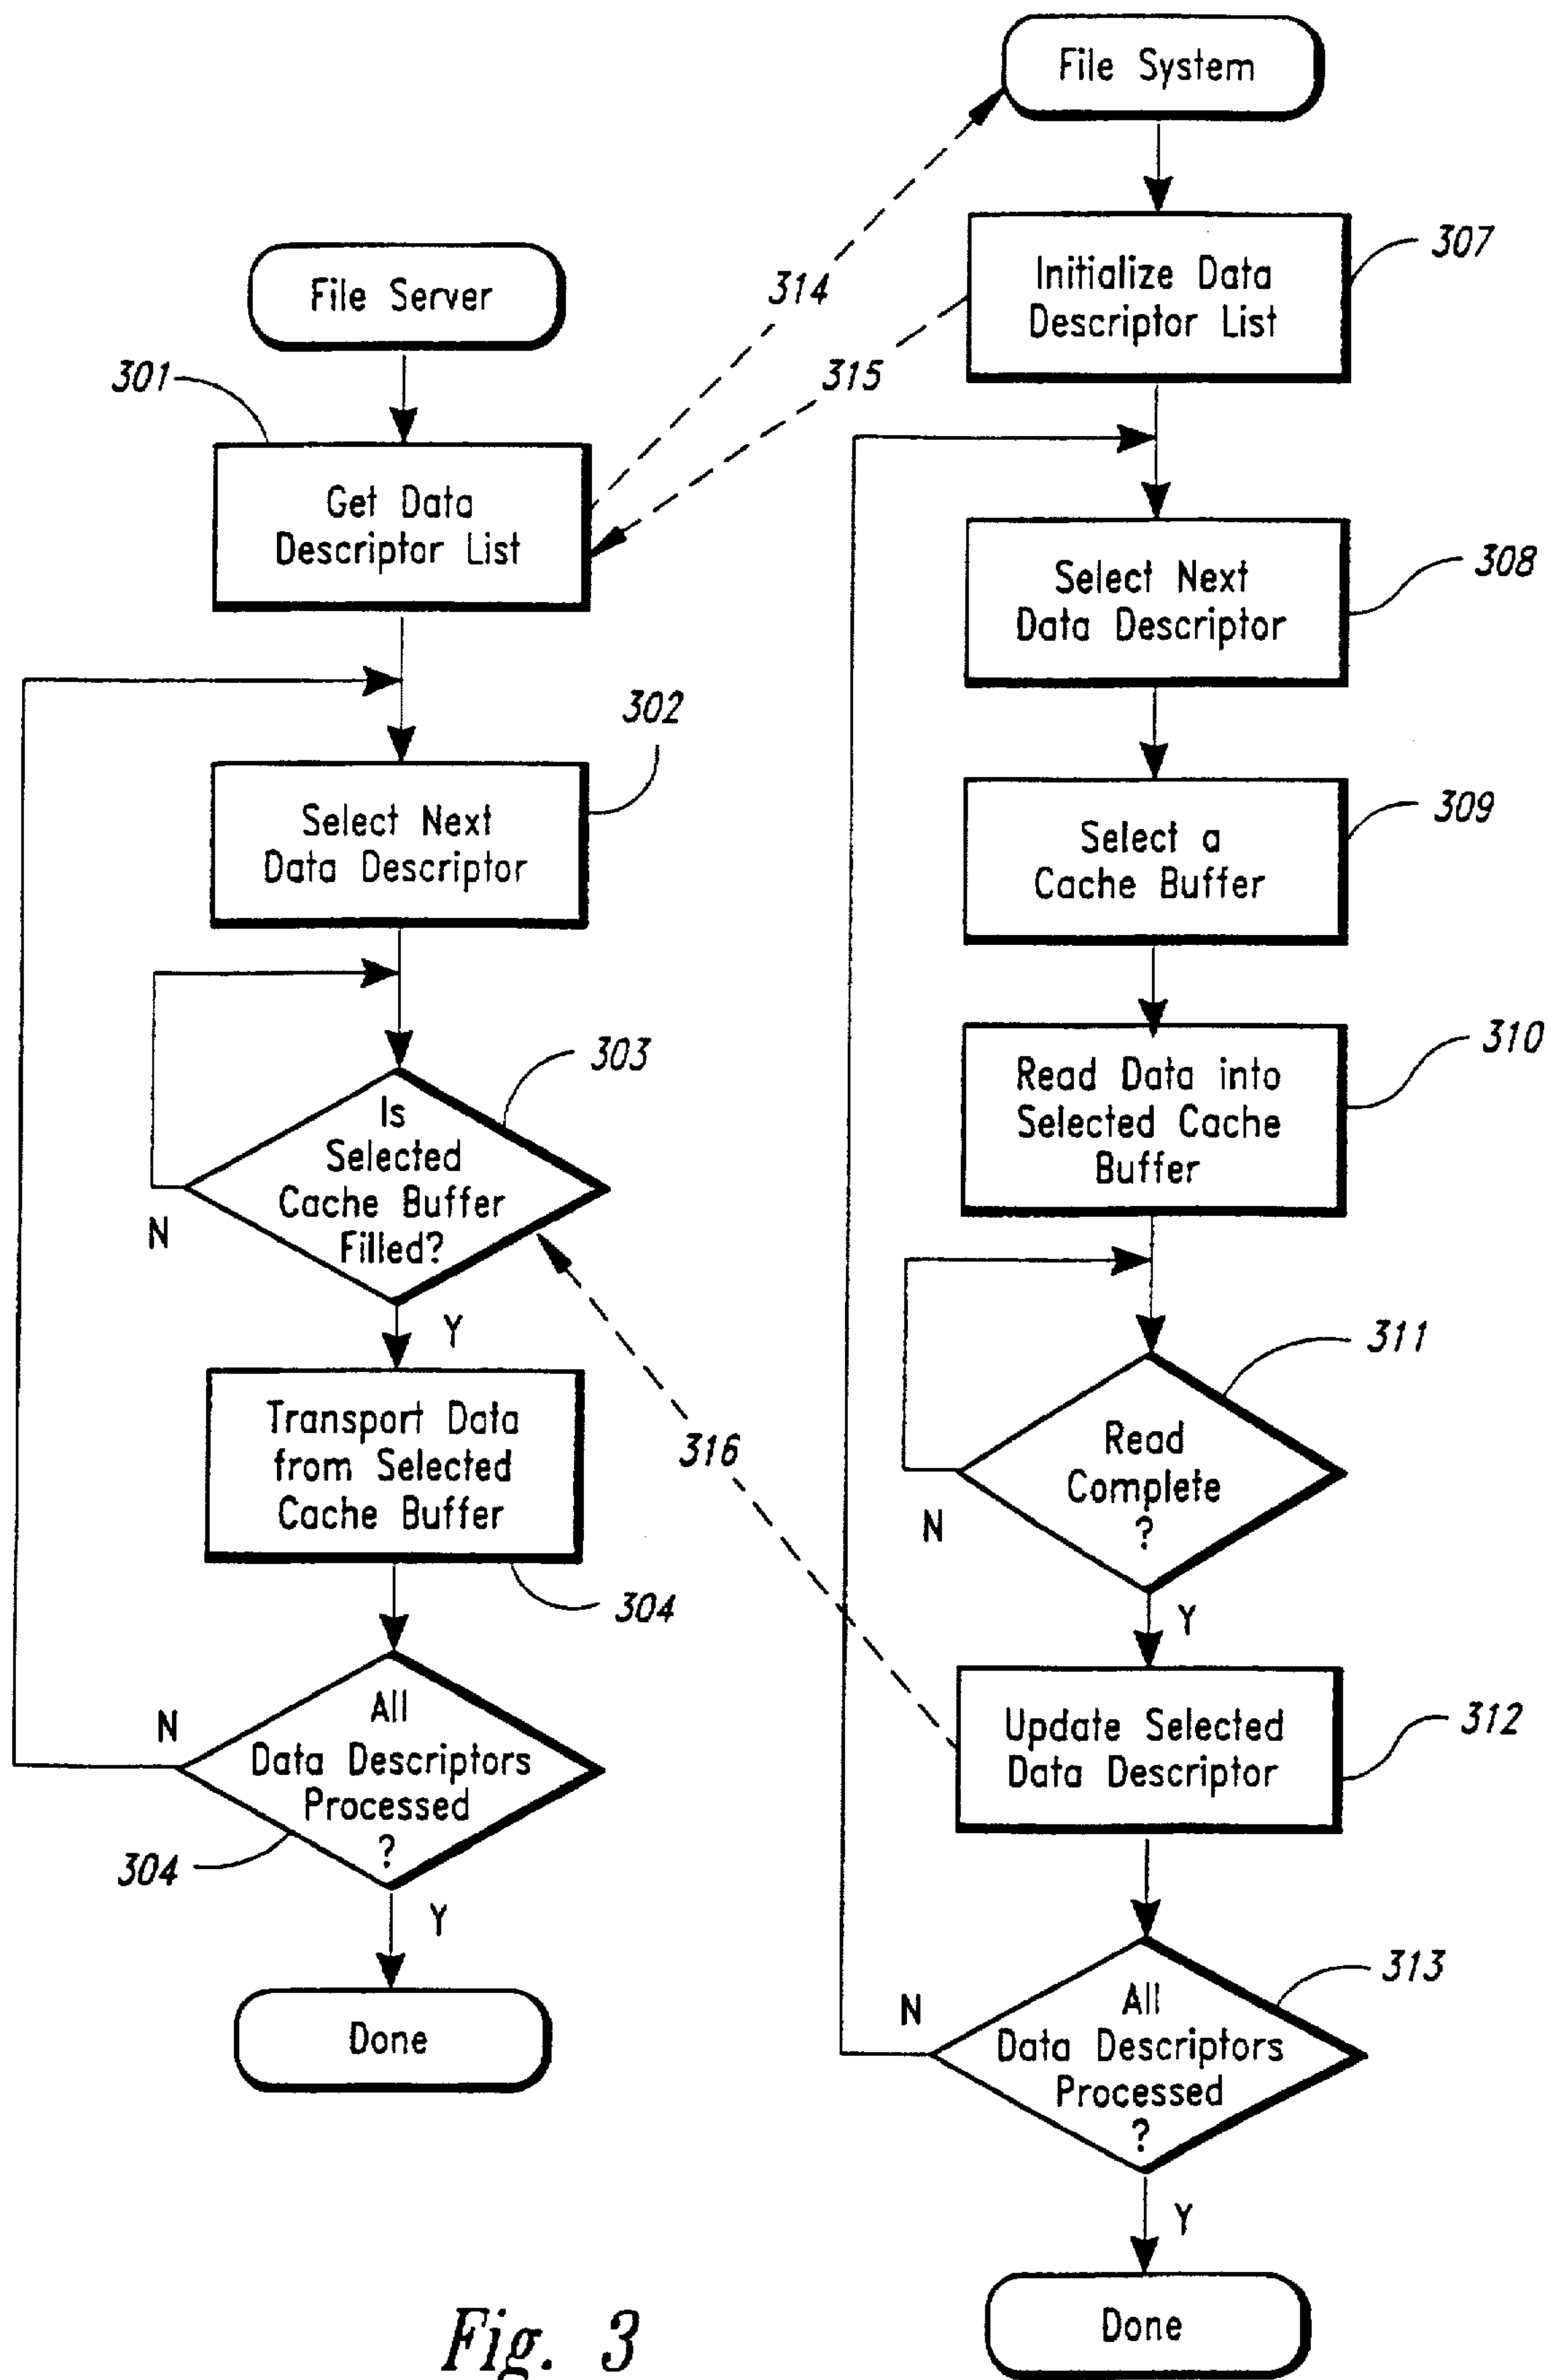 File System
307
Initialize Data
Descriptor List
314
315
File Server
301
Get Data
Descriptor List
308
Select Next
Data Descriptor
302
Select Next
Data Descriptor
309
Select a
Cache Buffer
303
Is
Selected
Cache Buffer
Filled?
N
Y
310
Read Data into
Selected Cache
Buffer
311
Read
Complete
?
N
Y
316
Transport Data
from Selected
Cache Buffer
304
312
Update Selected
Data Descriptor
All
Data Descriptors
Processed
?
N
304
Y
Done
313
All
Data Descriptors
Processed
?
N
Y
Done
Fig. 3